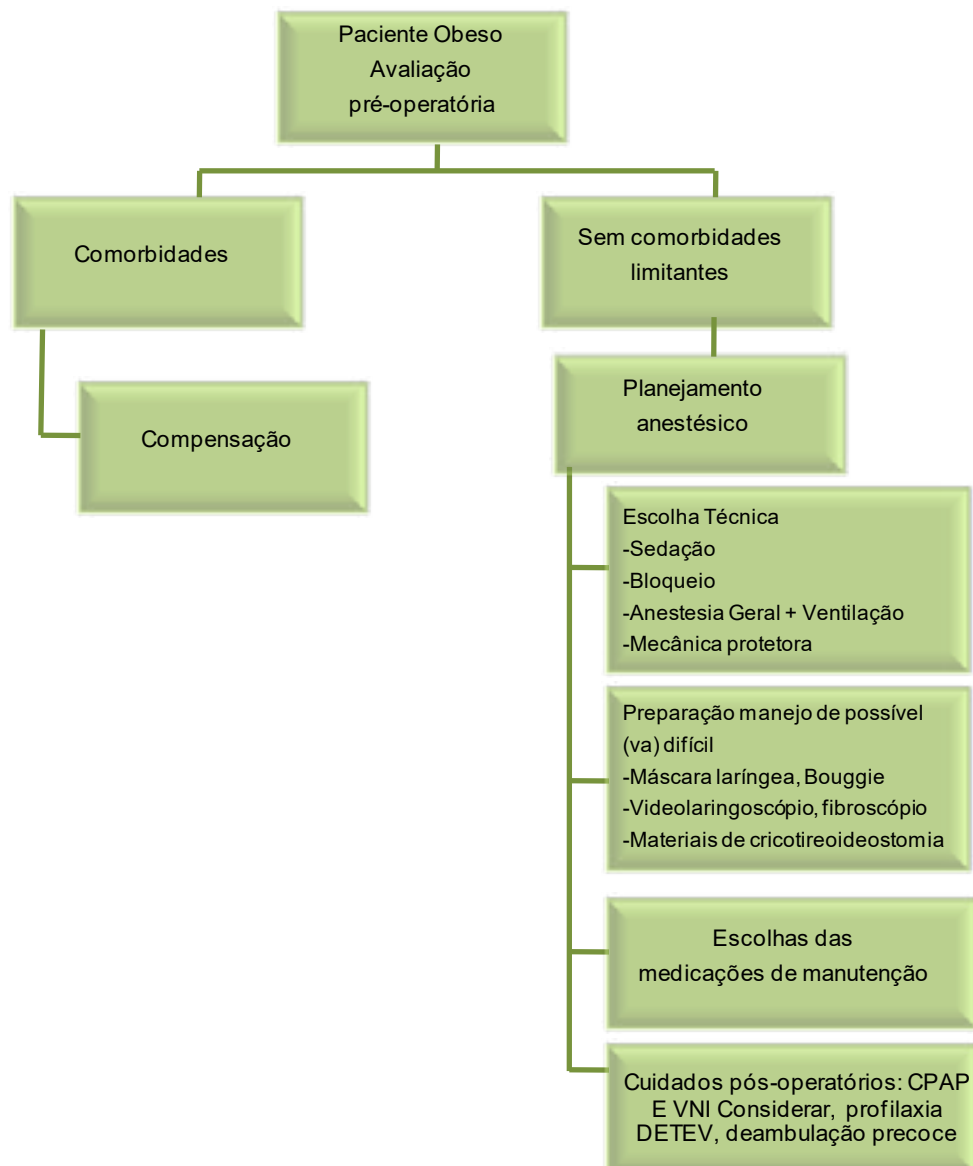 Paciente Obeso
Avaliação
pré-operatória
Comorbidades
Sem comorbidades
limitantes
Compensação
Planejamento
anestésico
Escolha Técnica
-Sedação
-Bloqueio
-Anestesia Geral + Ventilação
-Mecânica protetora
Preparação manejo de possível
(va) difícil
-Máscara laríngea, Bouggie
-Videolaringoscópio, fibroscópio
-Materiais de cricotireoideostomia
Escolhas das
medicações de manutenção
Cuidados pós-operatórios: CPAP
E VNI Considerar, profilaxia
DETEV, deambulação precoce